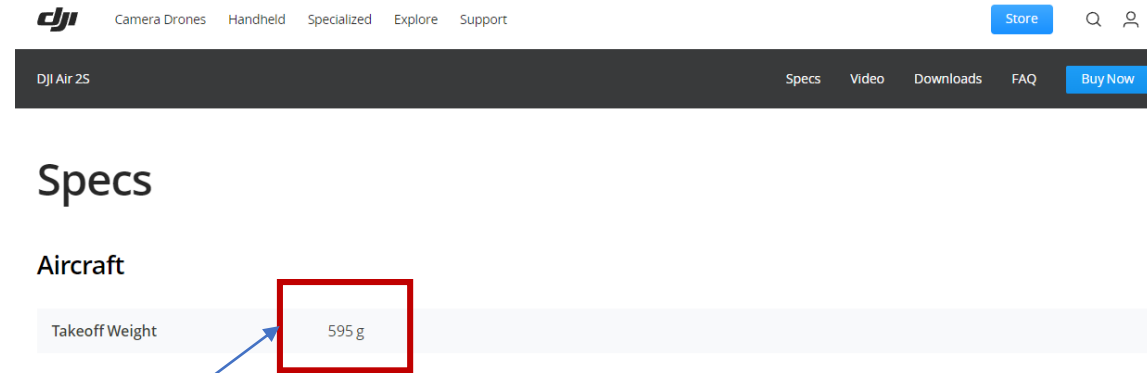 dji Camera Drones Handheld Specialized Explore Support Store
DJI Air 2S Specs Video Downloads FAQ Buy Now
Specs
Aircraft
Takeoff Weight 595 g